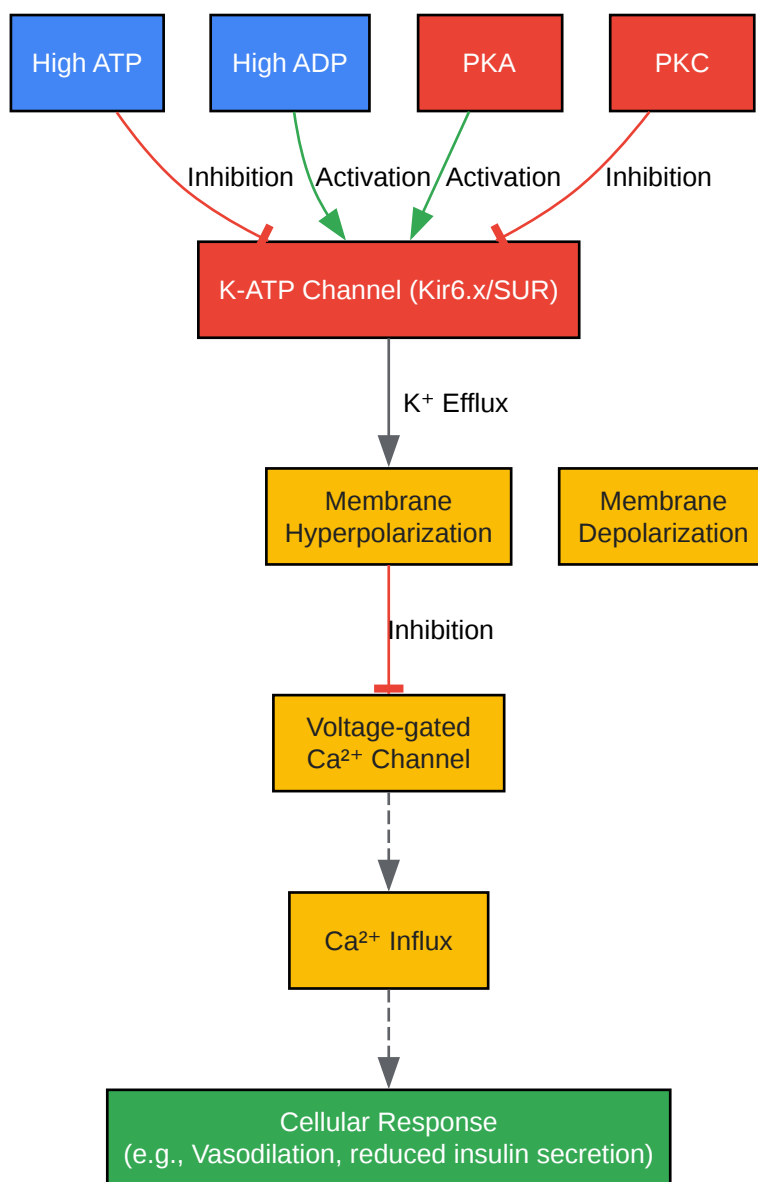 High ATP
High ADP
PKA
PKC
Inhibition
Activation
Activation
Inhibition
K-ATP Channel (Kir6.x/SUR)
K⁺ Efflux
Membrane
Hyperpolarization
Membrane
Depolarization
Inhibition
Voltage-gated
Ca²⁺ Channel
Ca²⁺ Influx
Cellular Response
(e.g., Vasodilation, reduced insulin secretion)